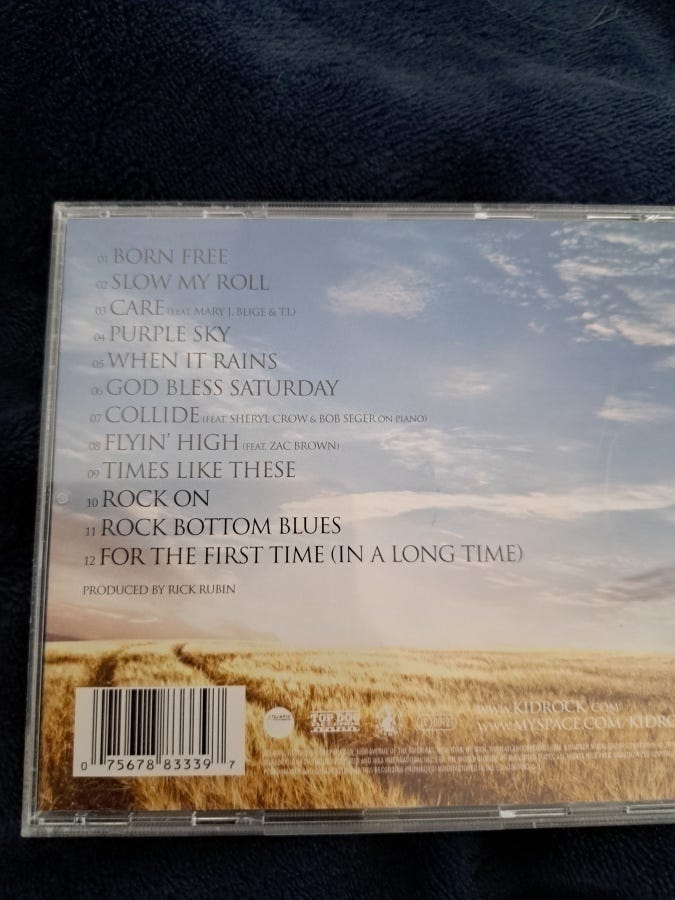 01 BORN FREE
02 SLOW MY ROLL
03 CARE (FEAT. MARY J. BLIGE & T.I.)
04 PURPLE SKY
05 WHEN IT RAINS
06 GOD BLESS SATURDAY
07 COLLIDE (FEAT. SHERYL CROW & BOB SEGER ON PIANO)
08 FLYIN' HIGH (FEAT. ZAC BROWN)
09 TIMES LIKE THESE
10 ROCK ON
11 ROCK BOTTOM BLUES
12 FOR THE FIRST TIME (IN A LONG TIME)
PRODUCED BY RICK RUBIN
WWW.KIDROCK.COM
WWW.MYSPACE.COM/KIDRO
TOP DOG
0 75678 83339 7